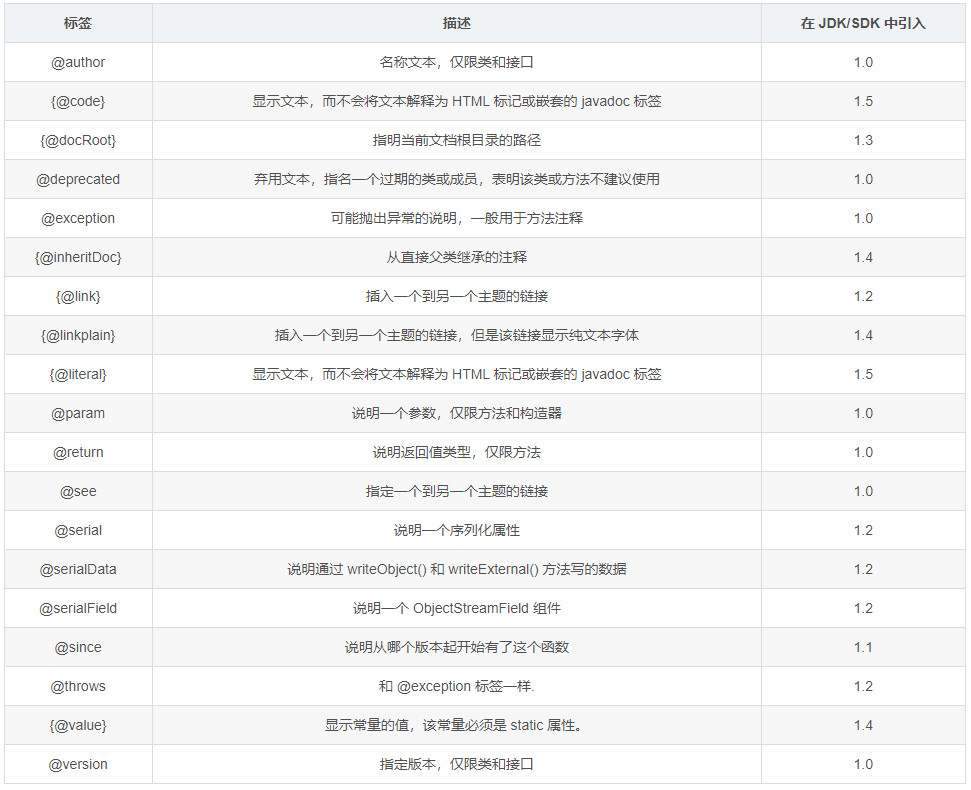 标签 描述 在 JDK/SDK 中引入
@author 名称文本，仅限类和接口 1.0
{@code} 显示文本，而不会将文本解释为 HTML 标记或嵌套的 javadoc 标签 1.5
{@docRoot} 指明当前文档根目录的路径 1.3
@deprecated 弃用文本，指名一个过期的类或成员，表明该类或方法不建议使用 1.0
@exception 可能抛出异常的说明，一般用于方法注释 1.0
{@inheritDoc} 从直接父类继承的注释 1.4
{@link} 插入一个到另一个主题的链接 1.2
{@linkplain} 插入一个到另一个主题的链接，但是该链接显示纯文本字体 1.4
{@literal} 显示文本，而不会将文本解释为 HTML 标记或嵌套的 javadoc 标签 1.5
@param 说明一个参数，仅限方法和构造器 1.0
@return 说明返回值类型，仅限方法 1.0
@see 指定一个到另一个主题的链接 1.0
@serial 说明一个序列化属性 1.2
@serialData 说明通过 writeObject() 和 writeExternal() 方法写的数据 1.2
@serialField 说明一个 ObjectStreamField 组件 1.2
@since 说明从哪个版本起开始有了这个函数 1.1
@throws 和 @exception 标签一样. 1.2
{@value} 显示常量的值，该常量必须是 static 属性。 1.4
@version 指定版本，仅限类和接口 1.0